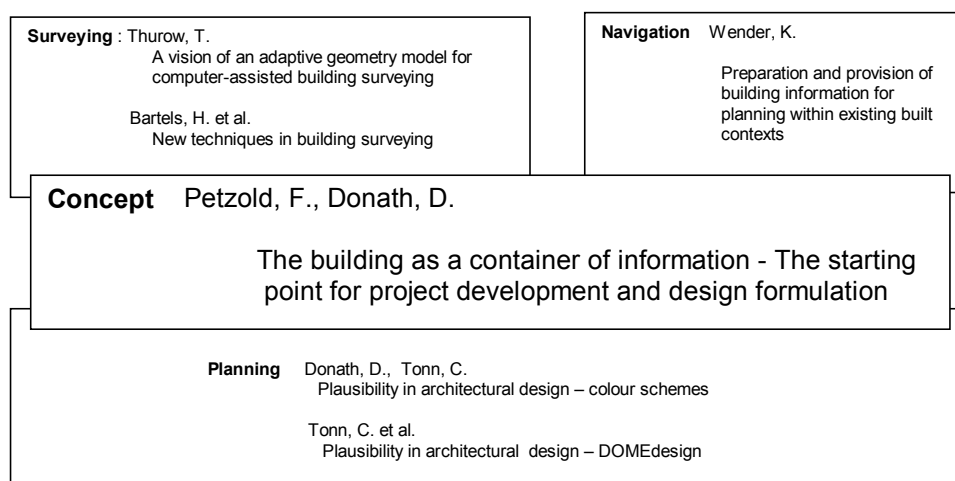 Surveying : Thurow, T.
A vision of an adaptive geometry model for
computer-assisted building surveying
Bartels, H. et al.
New techniques in building surveying
Navigation Wender, K.
Preparation and provision of
building information for
planning within existing built
contexts
Concept Petzold, F., Donath, D.
The building as a container of information - The starting
point for project development and design formulation
Planning Donath, D., Tonn, C.
Plausibility in architectural design – colour schemes
Tonn, C. et al.
Plausibility in architectural design – DOMEdesign